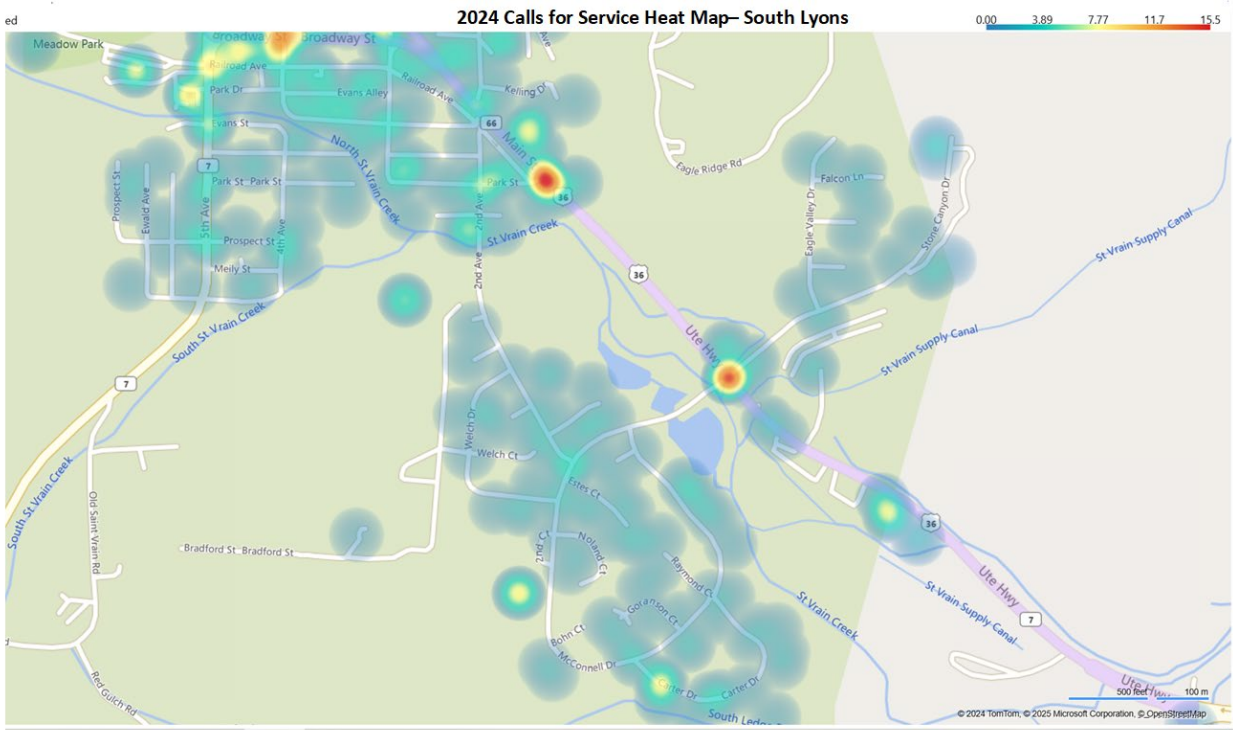 ed
2024 Calls for Service Heat Map– South Lyons
0.00 3.89 7.77 11.7 15.5
Meadow Park
Broadway St
Broadway St
Ave
Railroad Ave
Railroad Ave
Park Dr
Evans Alley
Kelling Dr
Evans St
66
Main S
North St Vrain Creek
7
Eagle Ridge Rd
Park St
Park St
Park St
36
Falcon Ln
Prospect St
Ewald Ave
5th Ave
4th Ave
2nd Ave
Stone Canyon Dr
Eagle Valley Dr
St Vrain Supply Canal
Prospect St
St Vrain Creek
Meily St
2nd Ave
36
South St Vrain Creek
Ute Hwy
St Vrain Supply Canal
7
Welch Dr
Welch Ct
South St Vrain Creek
Old Saint Vrain Rd
Estes Ct
36
Bradford St
Bradford St
2nd Ct
Noland Ct
Raymond Ct
Ute Hwy
St Vrain Supply Canal
Goranson Ct
St Vrain Creek
7
Bohn Ct
McConnell Dr
Red Gulch Rd
Carter Dr
Carter Dr
Ute Hwy
500 feet
100 m
South Ledge
© 2024 TomTom, © 2025 Microsoft Corporation, © OpenStreetMap